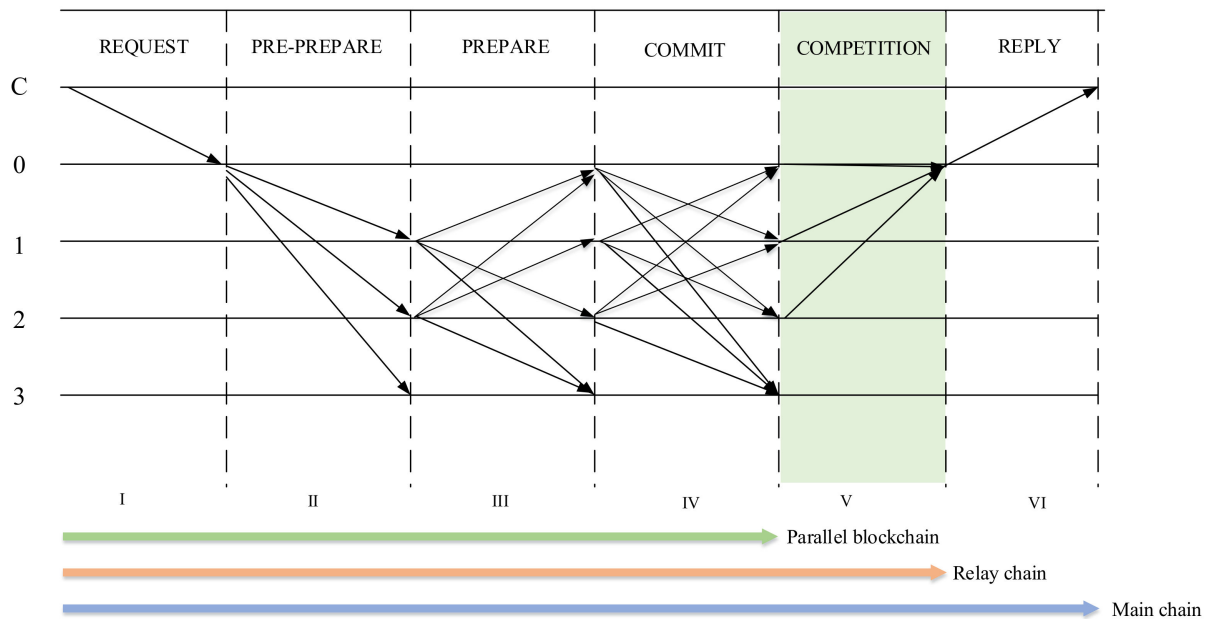 REQUEST PRE-PREPARE PREPARE COMMIT COMPETITION REPLY
C
0
1
2
3
I II III IV V VI
Parallel blockchain
Relay chain
Main chain